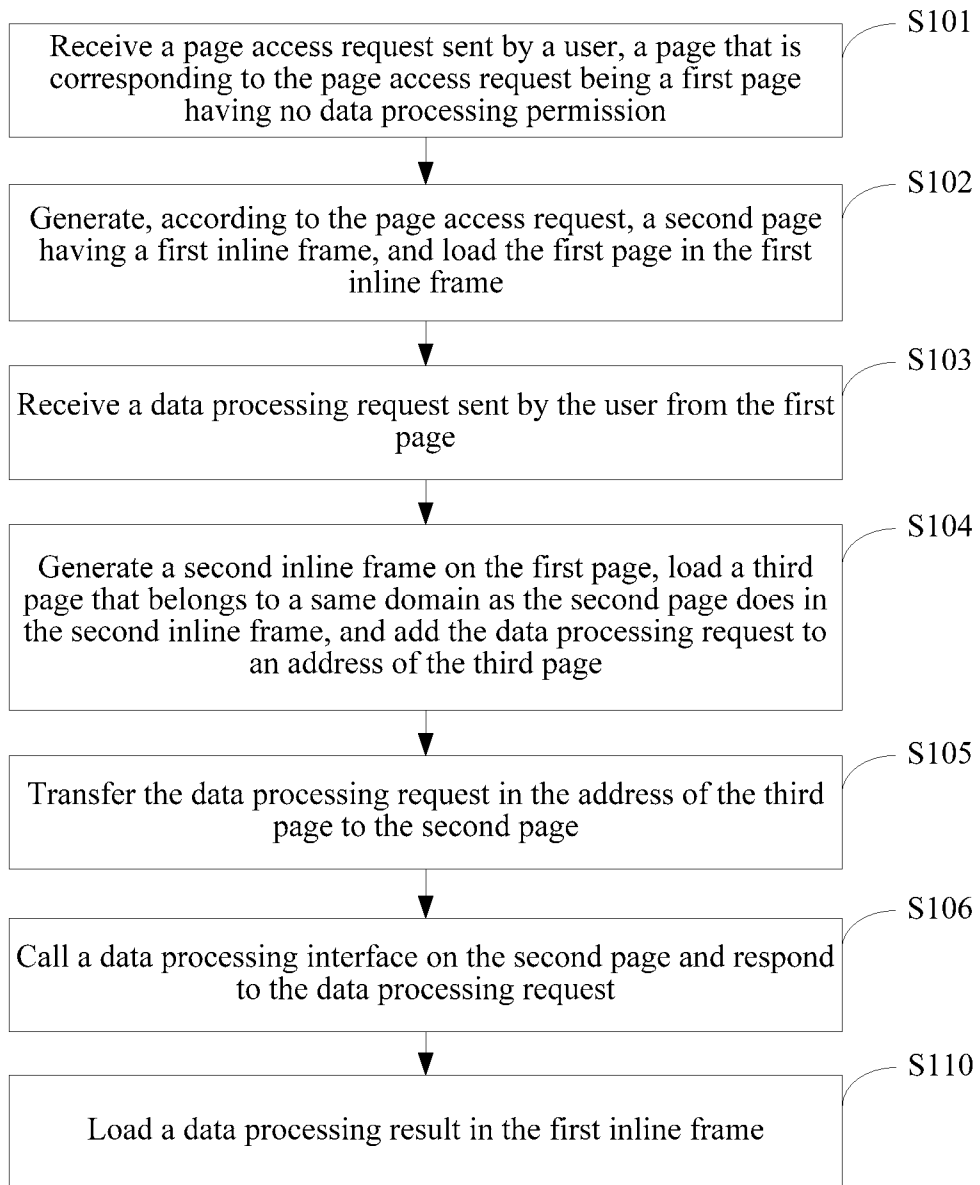 S101
Receive a page access request sent by a user, a page that is
corresponding to the page access request being a first page
having no data processing permission
S102
Generate, according to the page access request, a second page
having a first inline frame, and load the first page in the first
inline frame
S103
Receive a data processing request sent by the user from the first
page
S104
Generate a second inline frame on the first page, load a third
page that belongs to a same domain as the second page does in
the second inline frame, and add the data processing request to
an address of the third page
S105
Transfer the data processing request in the address of the third
page to the second page
S106
Call a data processing interface on the second page and respond
to the data processing request
S110
Load a data processing result in the first inline frame